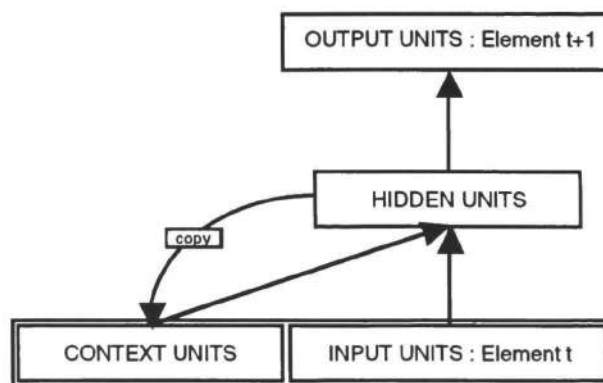 OUTPUT UNITS : Element t+1
HIDDEN UNITS
copy
CONTEXT UNITS
INPUT UNITS : Element t